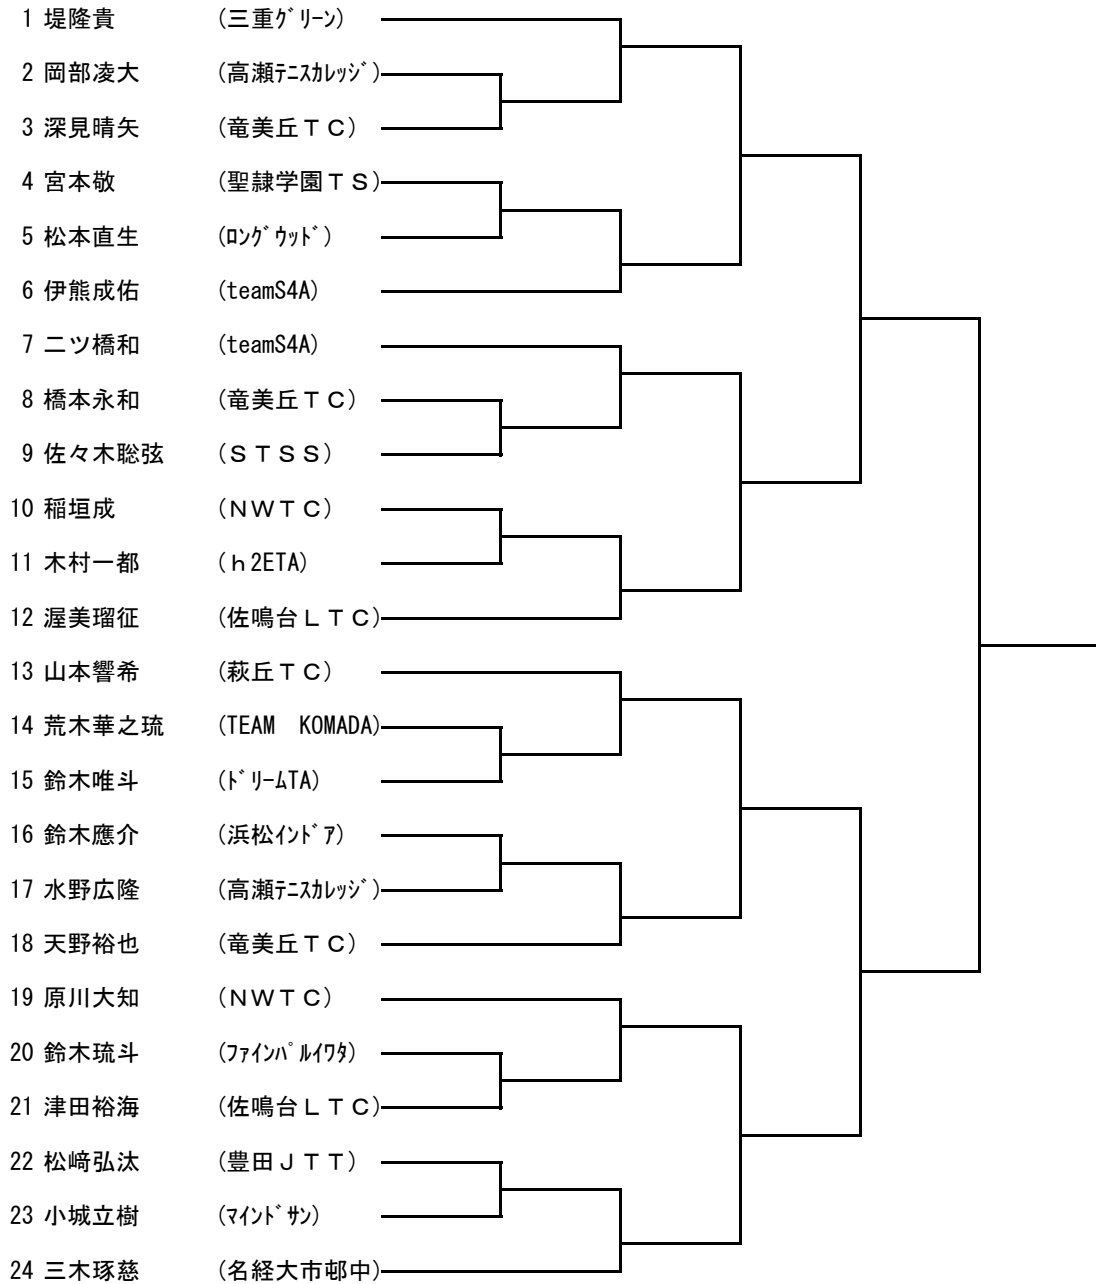 1 堤隆貴 (三重ｸﾞﾘｰﾝ)
2 岡部凌大 (高瀬ﾃﾆｽｶﾚｯｼﾞ)
3 深見晴矢 (竜美丘ＴＣ)
4 宮本敬 (聖隷学園ＴＳ)
5 松本直生 (ﾛﾝｸﾞｳｯﾄﾞ)
6 伊熊成佑 (teamS4A)
7 二ツ橋和 (teamS4A)
8 橋本永和 (竜美丘ＴＣ)
9 佐々木聡弦 (ＳＴＳＳ)
10 稲垣成 (ＮＷＴＣ)
11 木村一都 (ｈ2ETA)
12 渥美瑠征 (佐鳴台ＬＴＣ)
13 山本響希 (萩丘ＴＣ)
14 荒木華之琉 (TEAM　KOMADA)
15 鈴木唯斗 (ﾄﾞﾘｰﾑTA)
16 鈴木應介 (浜松ｲﾝﾄﾞｱ)
17 水野広隆 (高瀬ﾃﾆｽｶﾚｯｼﾞ)
18 天野裕也 (竜美丘ＴＣ)
19 原川大知 (ＮＷＴＣ)
20 鈴木琉斗 (ﾌｧｲﾝﾊﾟﾙｲﾜﾀ)
21 津田裕海 (佐鳴台ＬＴＣ)
22 松﨑弘汰 (豊田ＪＴＴ)
23 小城立樹 (ﾏｲﾝﾄﾞｻﾝ)
24 三木琢慈 (名経大市邨中)